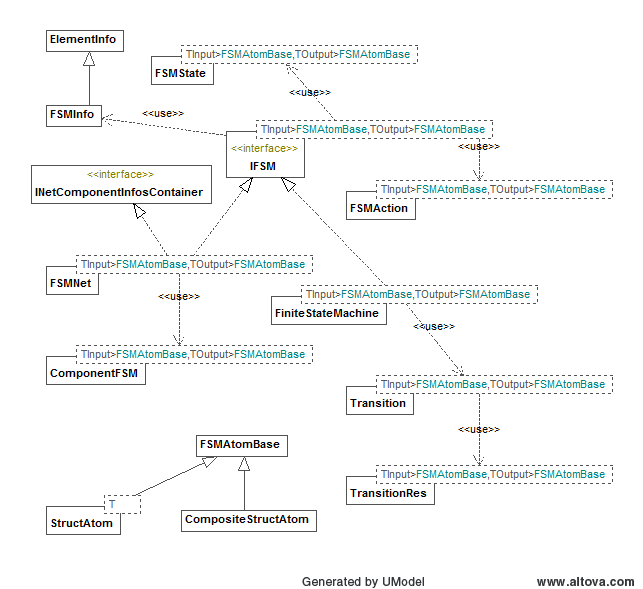 ElementInfo
TInput>FSMAtomBase,TOutput>FSMAtomBase
FSMState
<<use>>
FSMInfo
<<use>>
TInput>FSMAtomBase,TOutput>FSMAtomBase
<<interface>>
IFSM
<<use>>
<<interface>>
INetComponentInfosContainer
TInput>FSMAtomBase,TOutput>FSMAtomBase
FSMAction
TInput>FSMAtomBase,TOutput>FSMAtomBase
FSMNet
<<use>>
TInput>FSMAtomBase,TOutput>FSMAtomBase
FiniteStateMachine
<<use>>
TInput>FSMAtomBase,TOutput>FSMAtomBase
ComponentFSM
TInput>FSMAtomBase,TOutput>FSMAtomBase
Transition
<<use>>
FSMAtomBase
TInput>FSMAtomBase,TOutput>FSMAtomBase
TransitionRes
T
StructAtom
CompositeStructAtom
Generated by UModel
www.altova.com